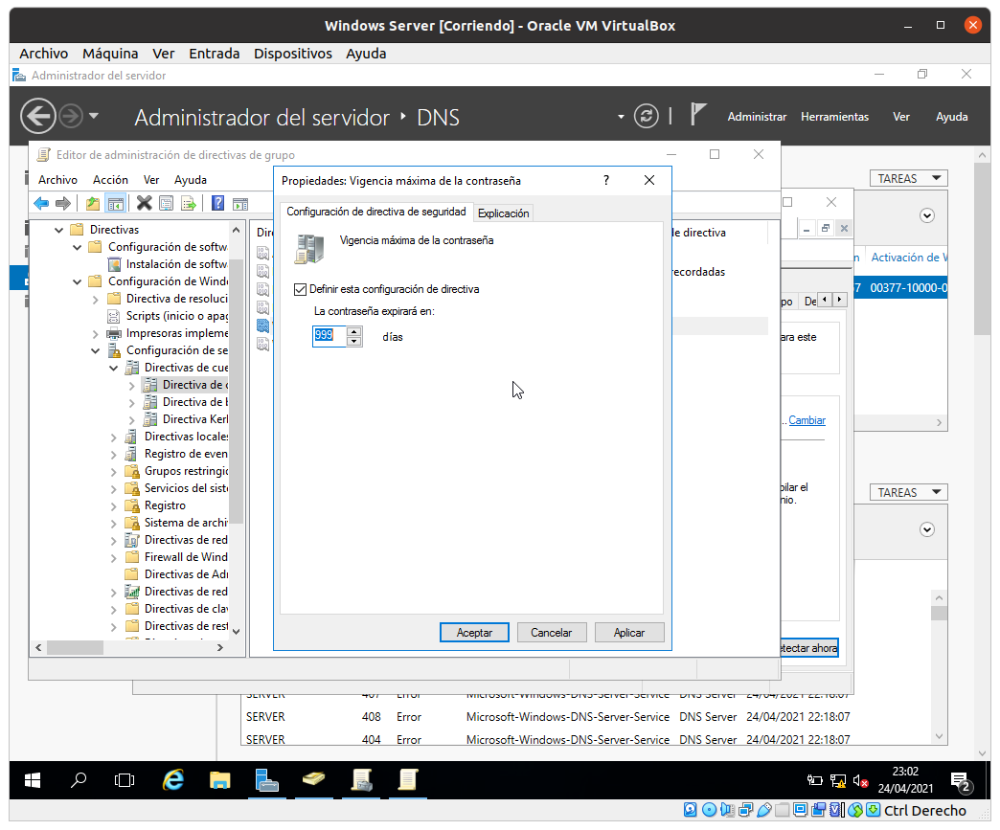 Windows Server [Corriendo] - Oracle VM VirtualBox
Archivo Máquina Ver Entrada Dispositivos Ayuda
Administrador del servidor
Administrador del servidor DNS
Administrar Herramientas Ver Ayuda
Editor de administración de directivas de grupo
Archivo Acción Ver Ayuda
Directivas
Configuración de softw
Instalación de softw
Configuración de Windo
Directiva de resoluci
Scripts (inicio o apag
Impresoras impleme
Configuración de se
Directivas de cue
Directiva de c
Directiva de b
Directiva Kerl
Directivas locales
Registro de even
Grupos restringid
Servicios del siste
Registro
Sistema de archi
Directivas de red
Firewall de Wind
Directivas de Adr
Directivas de red
Directivas de clav
Directivas de rest
Dire
Propiedades: Vigencia máxima de la contraseña
?
Configuración de directiva de seguridad
Explicación
Vigencia máxima de la contraseña
Definir esta configuración de directiva
La contraseña expirará en:
999 días
Aceptar Cancelar Aplicar
de directiva
recordadas
TAREAS
n Activación de W
7 00377-10000-0
po De
ara este
... Cambiar
pilar el
nio.
etectar ahora
TAREAS
SERVER 407 Error Microsoft-Windows-DNS-Server-Service DNS Server 24/04/2021 22:18:07
SERVER 408 Error Microsoft-Windows-DNS-Server-Service DNS Server 24/04/2021 22:18:07
SERVER 404 Error Microsoft-Windows-DNS-Server-Service DNS Server 24/04/2021 22:18:07
23:02
24/04/2021
2
Ctrl Derecho